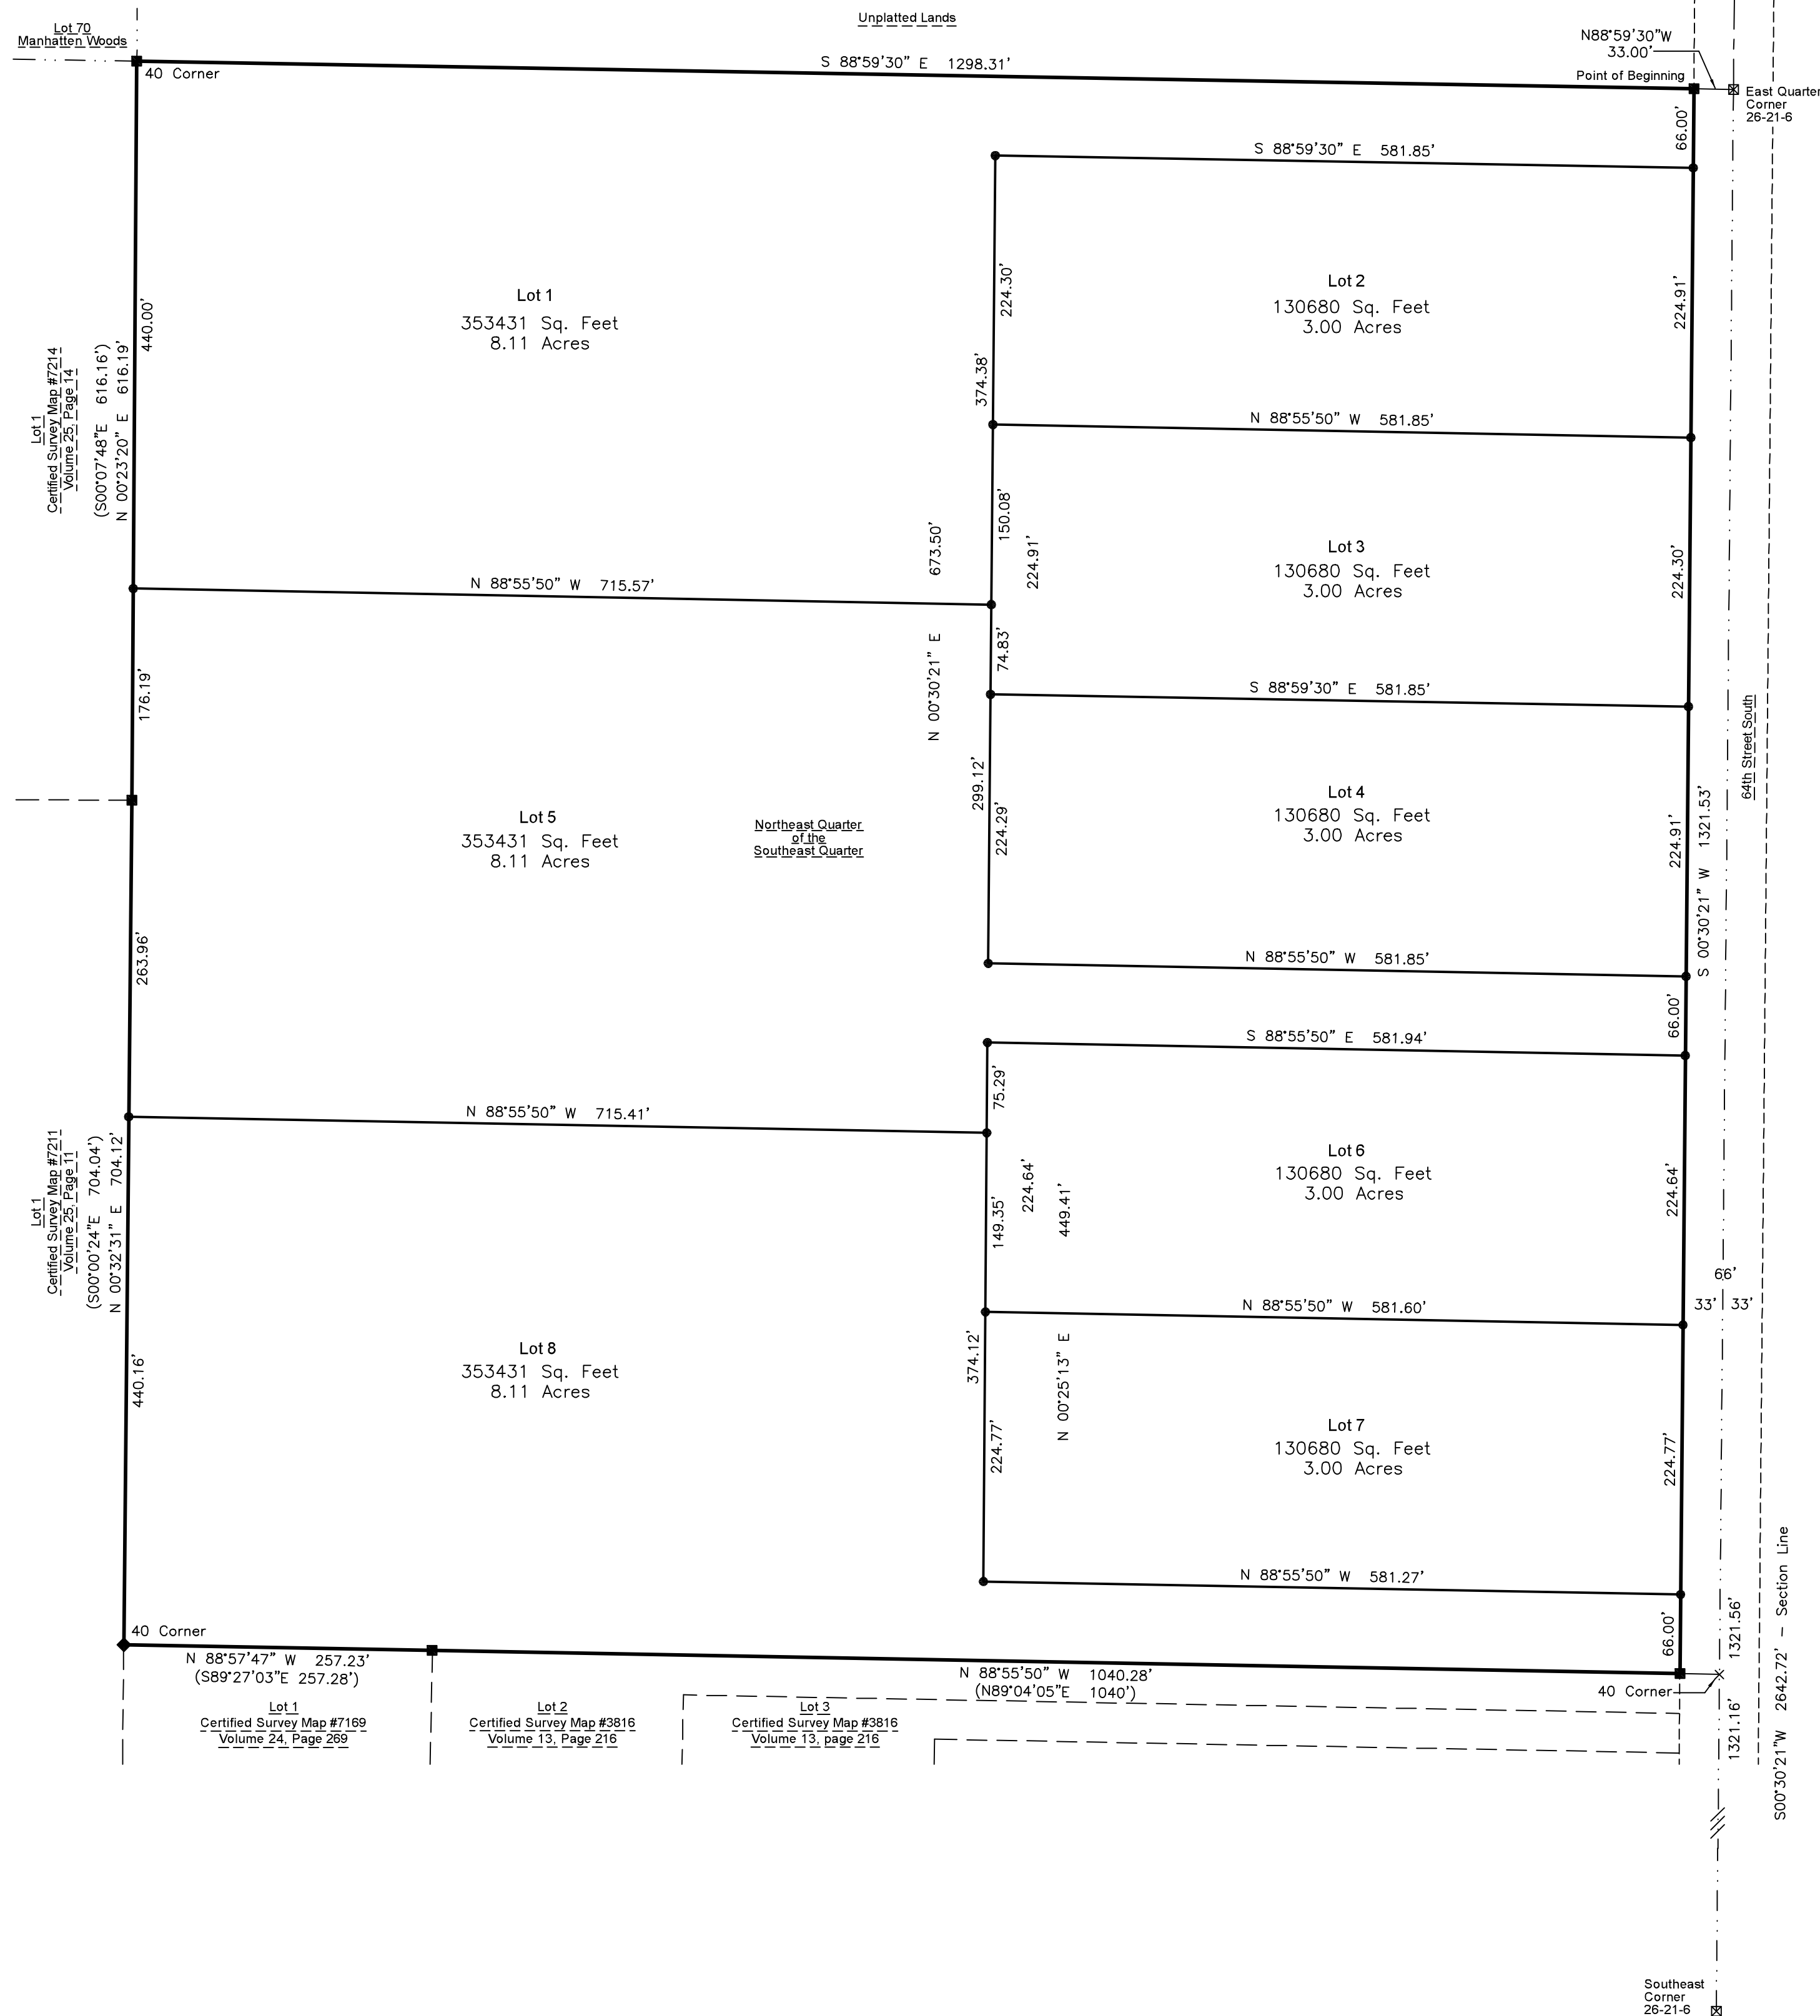 Unplatted Lands
Lot 70
Manhatten Woods
N88°59'30"W
33.00'
S 88°59'30" E 1298.31'
40 Corner
Point of Beginning
East Quarter
Corner
26-21-6
66.00'
S 88°59'30" E 581.85'
Lot 1
353431 Sq. Feet
8.11 Acres
440.00'
224.30'
374.38'
Lot 2
130680 Sq. Feet
3.00 Acres
224.91'
Lot 1
Certified Survey Map #7214
Volume 25, Page 14
(S00°07'48"E 616.16')
N 00°23'20" E 616.19'
N 88°55'50" W 581.85'
150.08'
673.50'
224.91'
Lot 3
130680 Sq. Feet
3.00 Acres
224.30'
N 88°55'50" W 715.57'
74.83'
N 00°30'21" E
S 88°59'30" E 581.85'
176.19'
64th Street South
299.12'
224.29'
Lot 4
130680 Sq. Feet
3.00 Acres
224.91'
S 00°30'21" W 1321.53'
Lot 5
353431 Sq. Feet
8.11 Acres
Northeast Quarter
of the
Southeast Quarter
263.96'
N 88°55'50" W 581.85'
66.00'
S 88°55'50" E 581.94'
75.29'
N 88°55'50" W 715.41'
Lot 1
Certified Survey Map #7211
Volume 25, Page 11
(S00°00'24"E 704.04')
N 00°32'31" E 704.12'
149.35'
224.64'
449.41'
Lot 6
130680 Sq. Feet
3.00 Acres
224.64'
66'
33' 33'
N 88°55'50" W 581.60'
Lot 8
353431 Sq. Feet
8.11 Acres
440.16'
374.12'
224.77'
N 00°25'13" E
Lot 7
130680 Sq. Feet
3.00 Acres
224.77'
N 88°55'50" W 581.27'
66.00'
1321.56'
S00°30'21"W 2642.72' - Section Line
40 Corner
N 88°57'47" W 257.23'
(S89°27'03"E 257.28')
N 88°55'50" W 1040.28'
(N89°04'05"E 1040')
40 Corner
1321.16'
Lot 1
Certified Survey Map #7169
Volume 24, Page 269
Lot 2
Certified Survey Map #3816
Volume 13, Page 216
Lot 3
Certified Survey Map #3816
Volume 13, page 216
Southeast
Corner
26-21-6